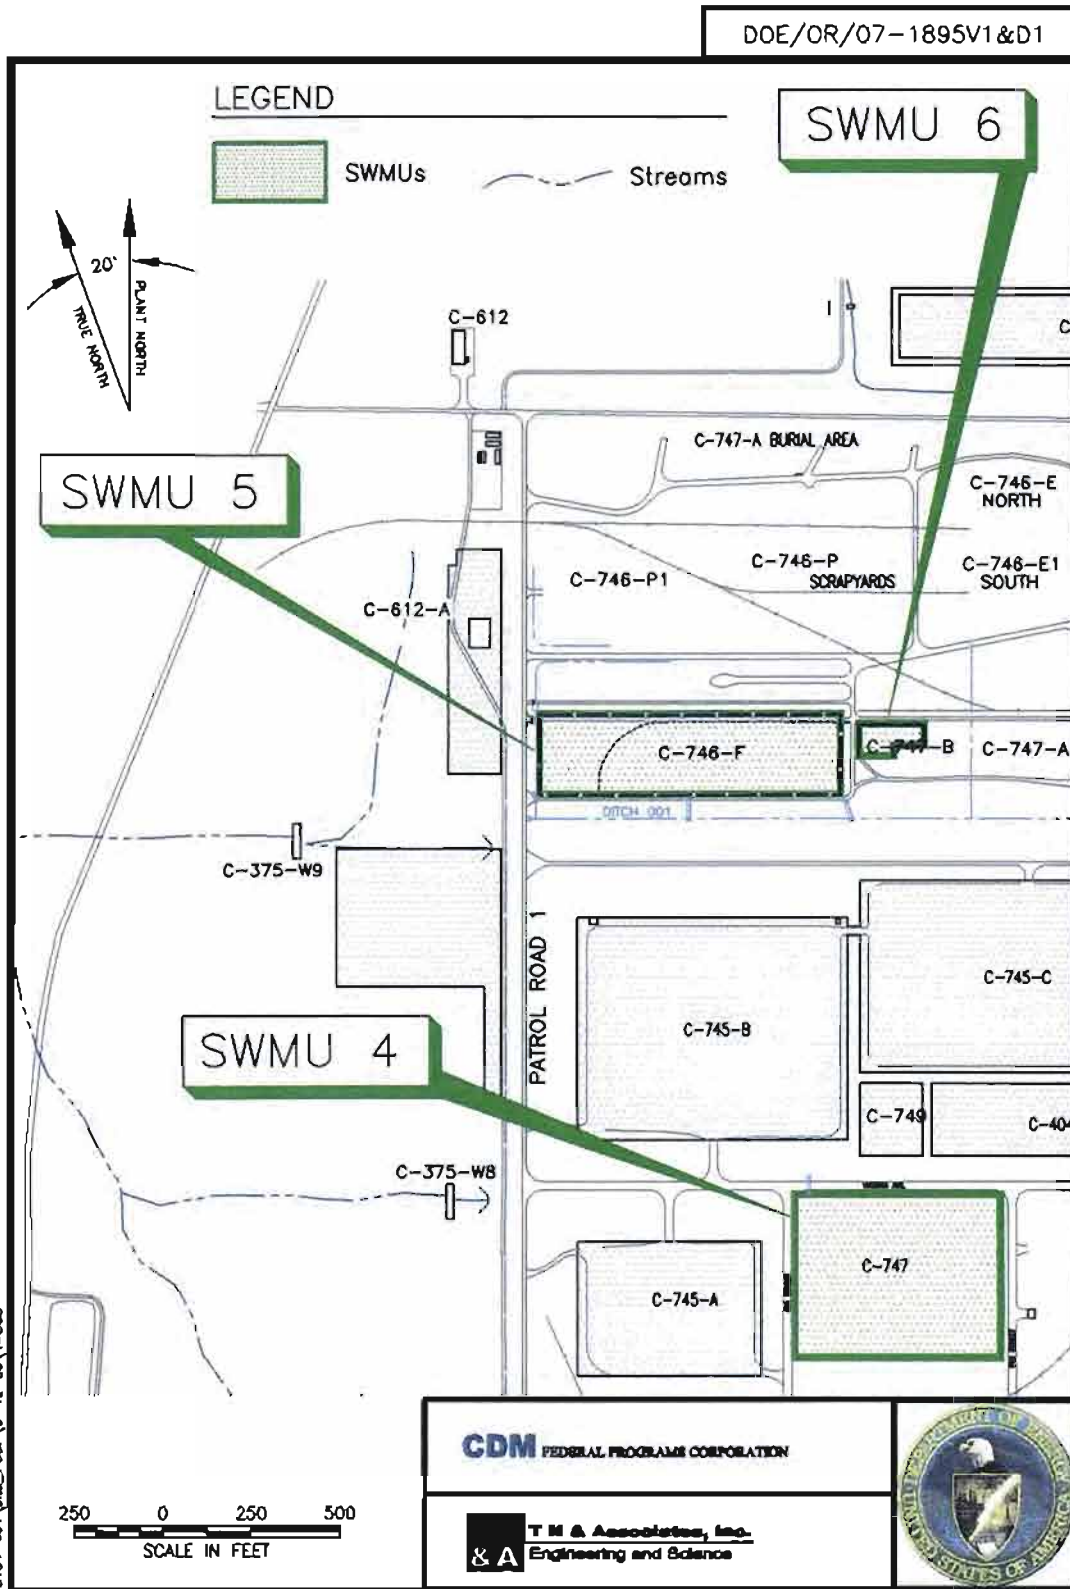 DOE/OR/07-1895V1&D1
LEGEND
SWMUs
Streams
SWMU 6
20°
PLANT NORTH
TRUE NORTH
C-612
C-747-A BURIAL AREA
C-746-E
NORTH
SWMU 5
C-746-P1
C-746-P
SCRAPYARDS
C-746-E1
SOUTH
C-612-A
C-746-F
C-747-B
C-747-A
DITCH 001
C-375-W9
PATROL ROAD 1
C-745-C
C-745-B
SWMU 4
C-749
C-404
C-375-W8
C-747
C-745-A
CDM FEDERAL PROGRAMS CORPORATION
250 0 250 500
SCALE IN FEET
T N & Associates, Inc.
& A Engineering and Science